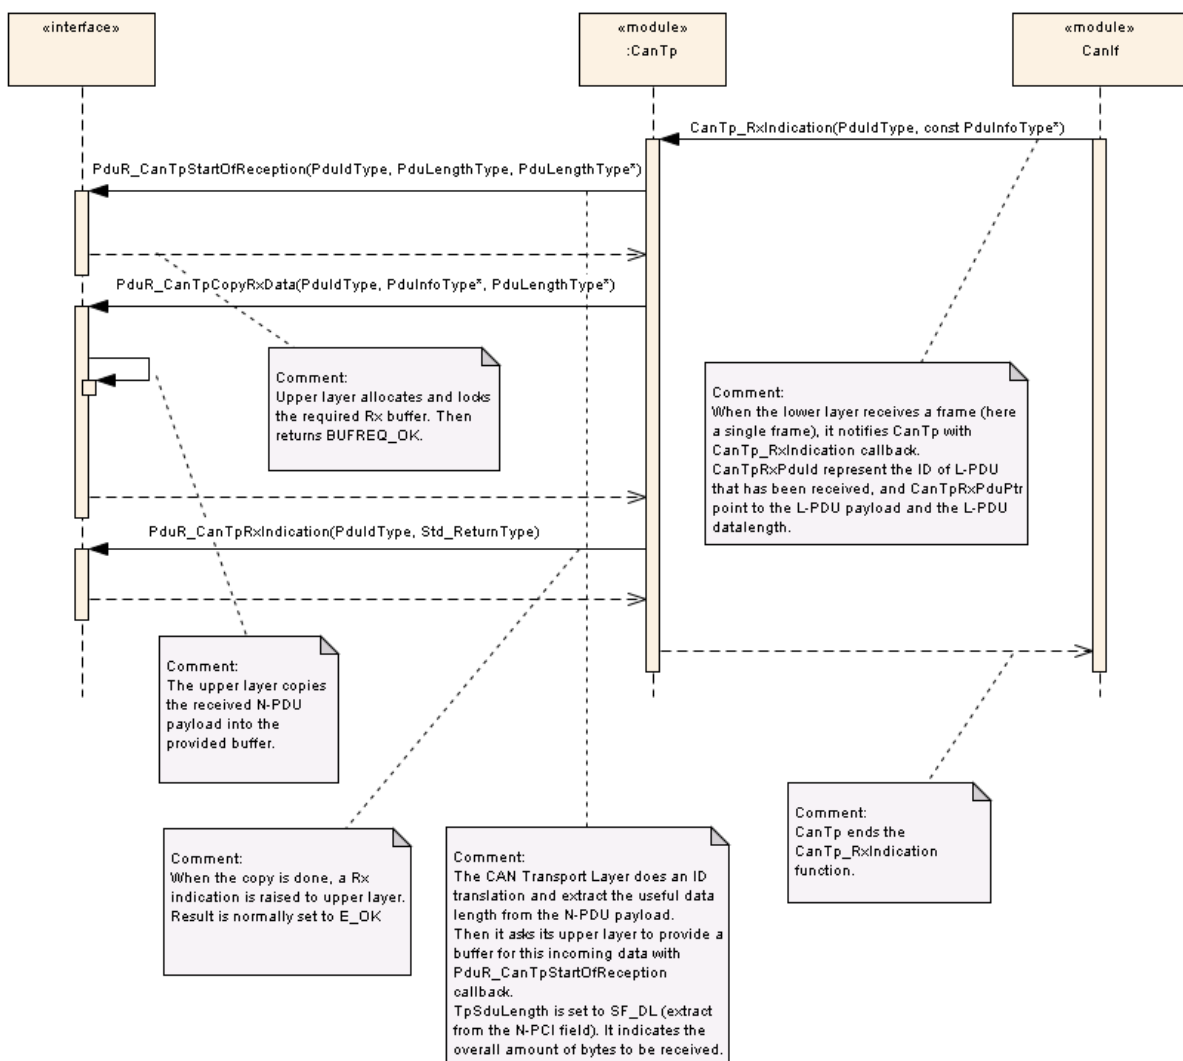 «interface»
«module»
:CanTp
«module»
CanIf
CanTp_RxIndication(PduIdType, const PduInfoType*)
PduR_CanTpStartOfReception(PduIdType, PduLengthType, PduLengthType*)
PduR_CanTpCopyRxData(PduIdType, PduInfoType*, PduLengthType*)
Comment:
Upper layer allocates and locks
the required Rx buffer. Then
returns BUFREQ_OK.
Comment:
When the lower layer receives a frame (here
a single frame), it notifies CanTp with
CanTp_RxIndication callback.
CanTpRxPduId represent the ID of L-PDU
that has been received, and CanTpRxPduPtr
point to the L-PDU payload and the L-PDU
datalength.
PduR_CanTpRxIndication(PduIdType, Std_ReturnType)
Comment:
The upper layer copies
the received N-PDU
payload into the
provided buffer.
Comment:
CanTp ends the
CanTp_RxIndication
function.
Comment:
When the copy is done, a Rx
indication is raised to upper layer.
Result is normally set to E_OK
Comment:
The CAN Transport Layer does an ID
translation and extract the useful data
length from the N-PDU payload.
Then it asks its upper layer to provide a
buffer for this incoming data with
PduR_CanTpStartOfReception
callback.
TpSduLength is set to SF_DL (extract
from the N-PCI field). It indicates the
overall amount of bytes to be received.